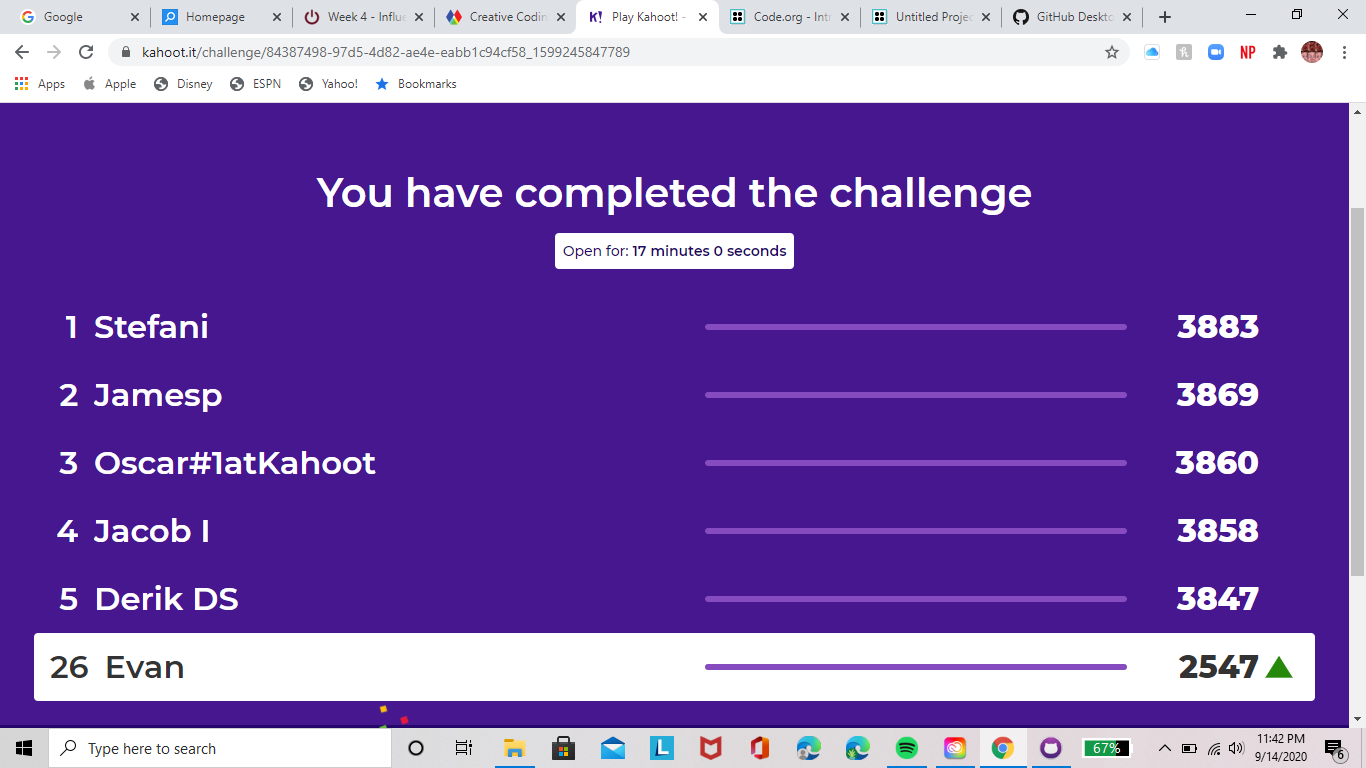 Google
Homepage
Week 4 - Influe
Creative Codin
K! Play Kahoot! -
Code.org - Intr
Untitled Projec
GitHub Deskto
kahoot.it/challenge/84387498-97d5-4d82-ae4e-eabb1c94cf58_1599245847789
NP
Apps
Apple
Disney
ESPN
Yahoo!
Bookmarks
You have completed the challenge
Open for: 17 minutes 0 seconds
1 Stefani 3883
2 Jamesp 3869
3 Oscar#1atKahoot 3860
4 Jacob I 3858
5 Derik DS 3847
26 Evan 2547
Type here to search
L
67%
11:42 PM
9/14/2020
6